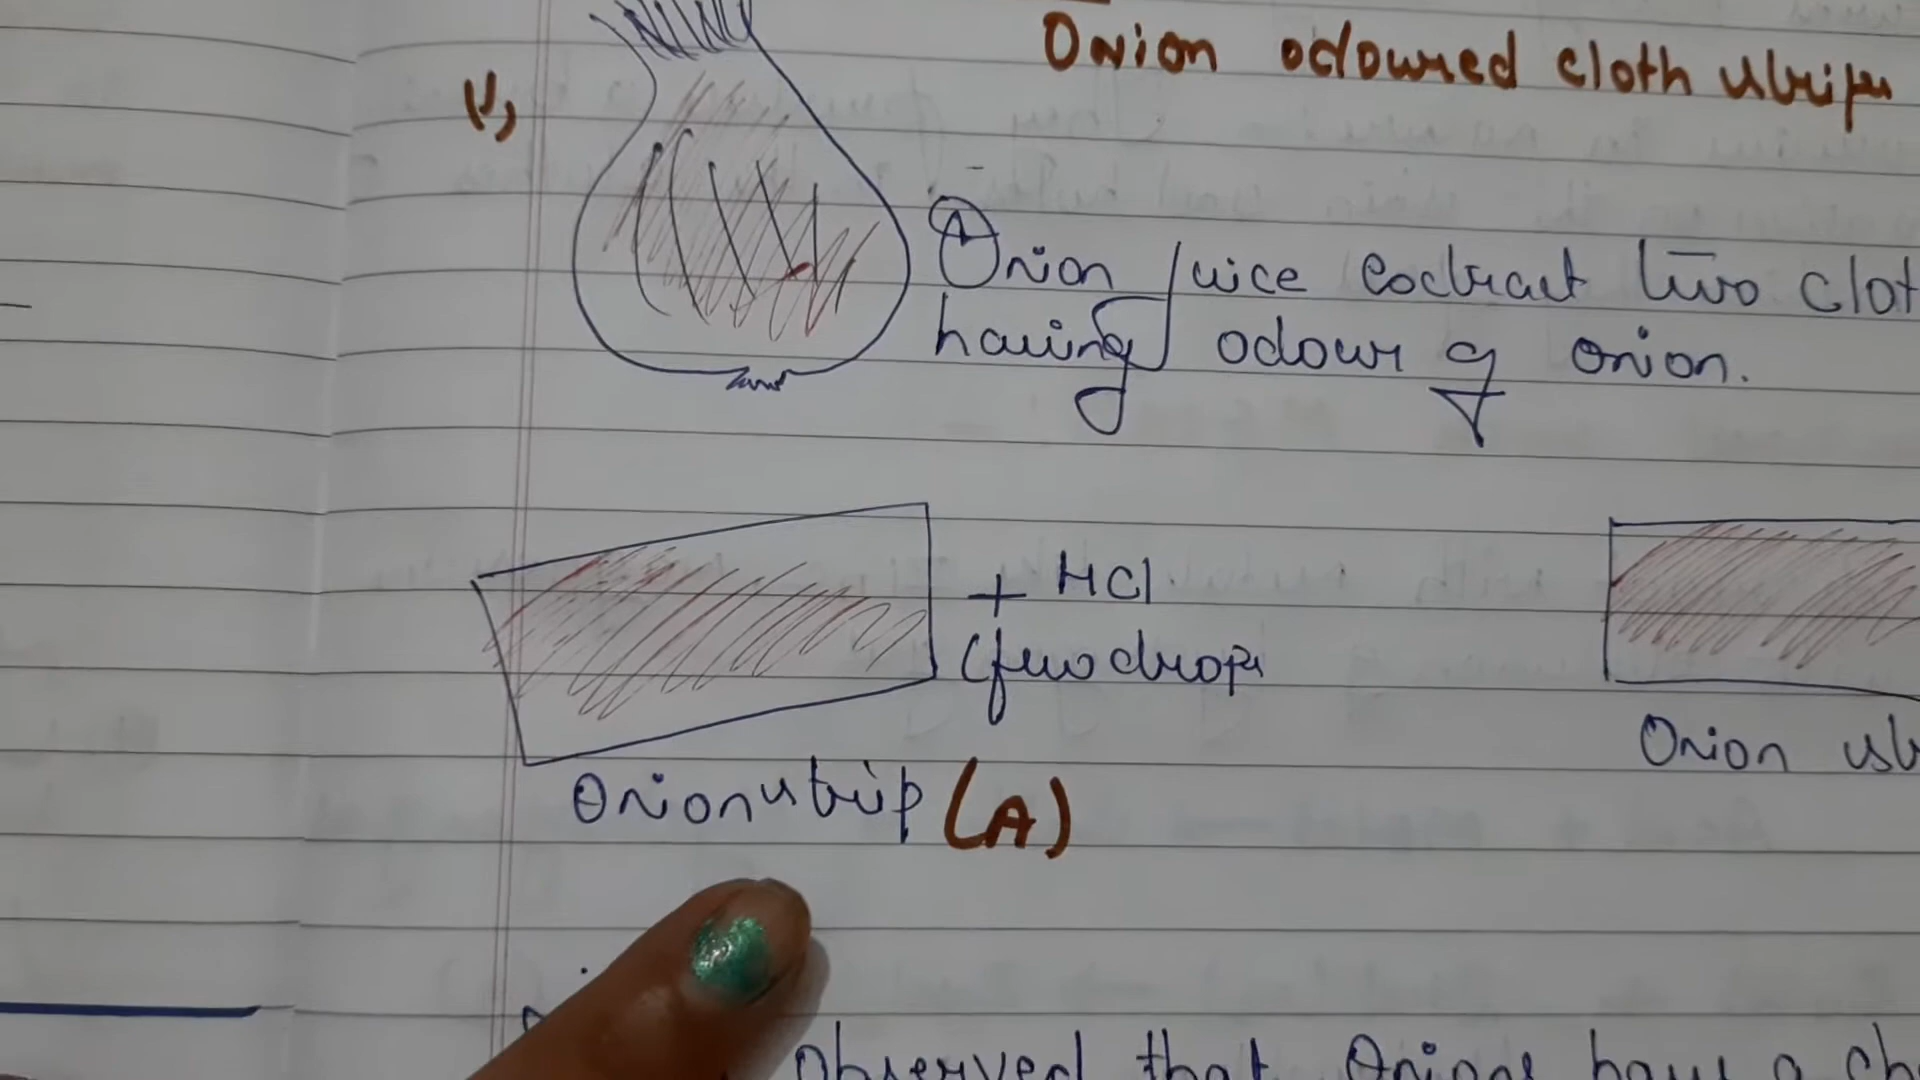 Onion odoured cloth strips
1,
Onion juice extract two clot
having odour of onion.
+ HCl
(few drops
Onion strip (A)
Onion st
observed that Onions have a ch